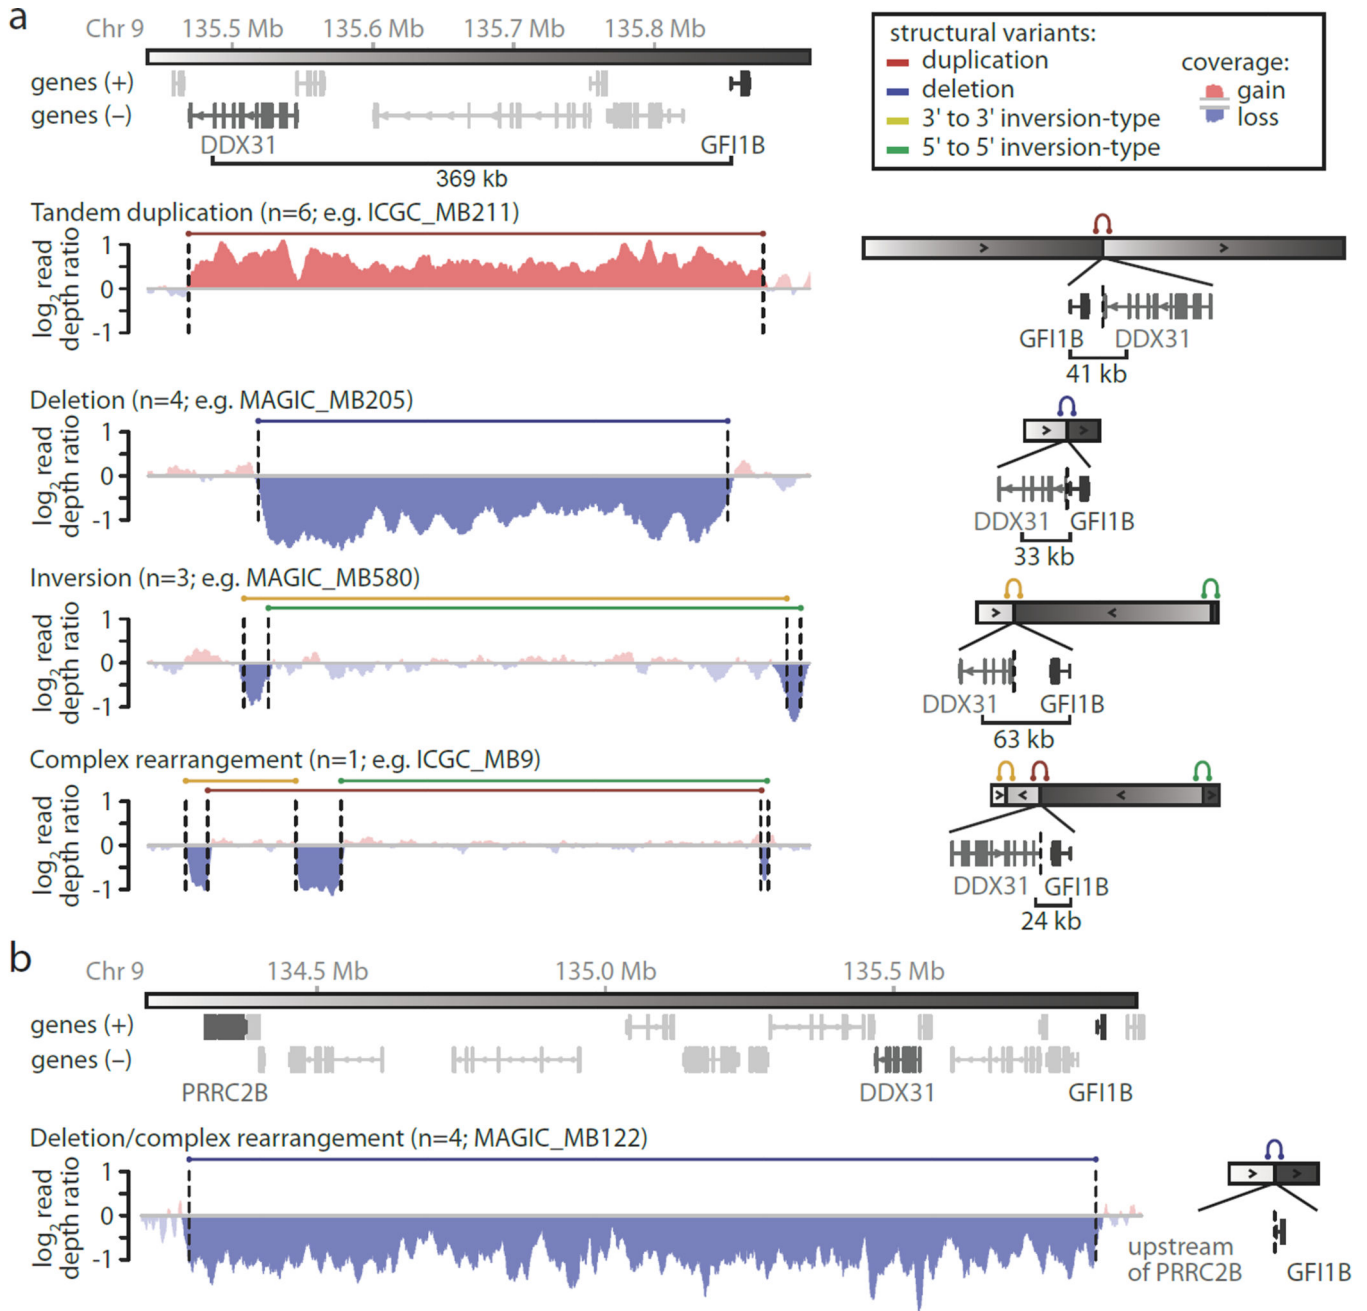 a
Chr 9 135.5 Mb 135.6 Mb 135.7 Mb 135.8 Mb
genes (+)
genes (–)
DDX31 GFI1B
369 kb
structural variants:
duplication
deletion
3' to 3' inversion-type
5' to 5' inversion-type
coverage:
gain
loss
Tandem duplication (n=6; e.g. ICGC_MB211)
log2 read
depth ratio
1
0
-1
GFI1B DDX31
41 kb
Deletion (n=4; e.g. MAGIC_MB205)
log2 read
depth ratio
1
0
-1
DDX31 GFI1B
33 kb
Inversion (n=3; e.g. MAGIC_MB580)
log2 read
depth ratio
1
0
-1
DDX31 GFI1B
63 kb
Complex rearrangement (n=1; e.g. ICGC_MB9)
log2 read
depth ratio
1
0
-1
DDX31 GFI1B
24 kb
b
Chr 9 134.5 Mb 135.0 Mb 135.5 Mb
genes (+)
genes (–)
PRRC2B DDX31 GFI1B
Deletion/complex rearrangement (n=4; MAGIC_MB122)
log2 read
depth ratio
1
0
-1
upstream
of PRRC2B GFI1B